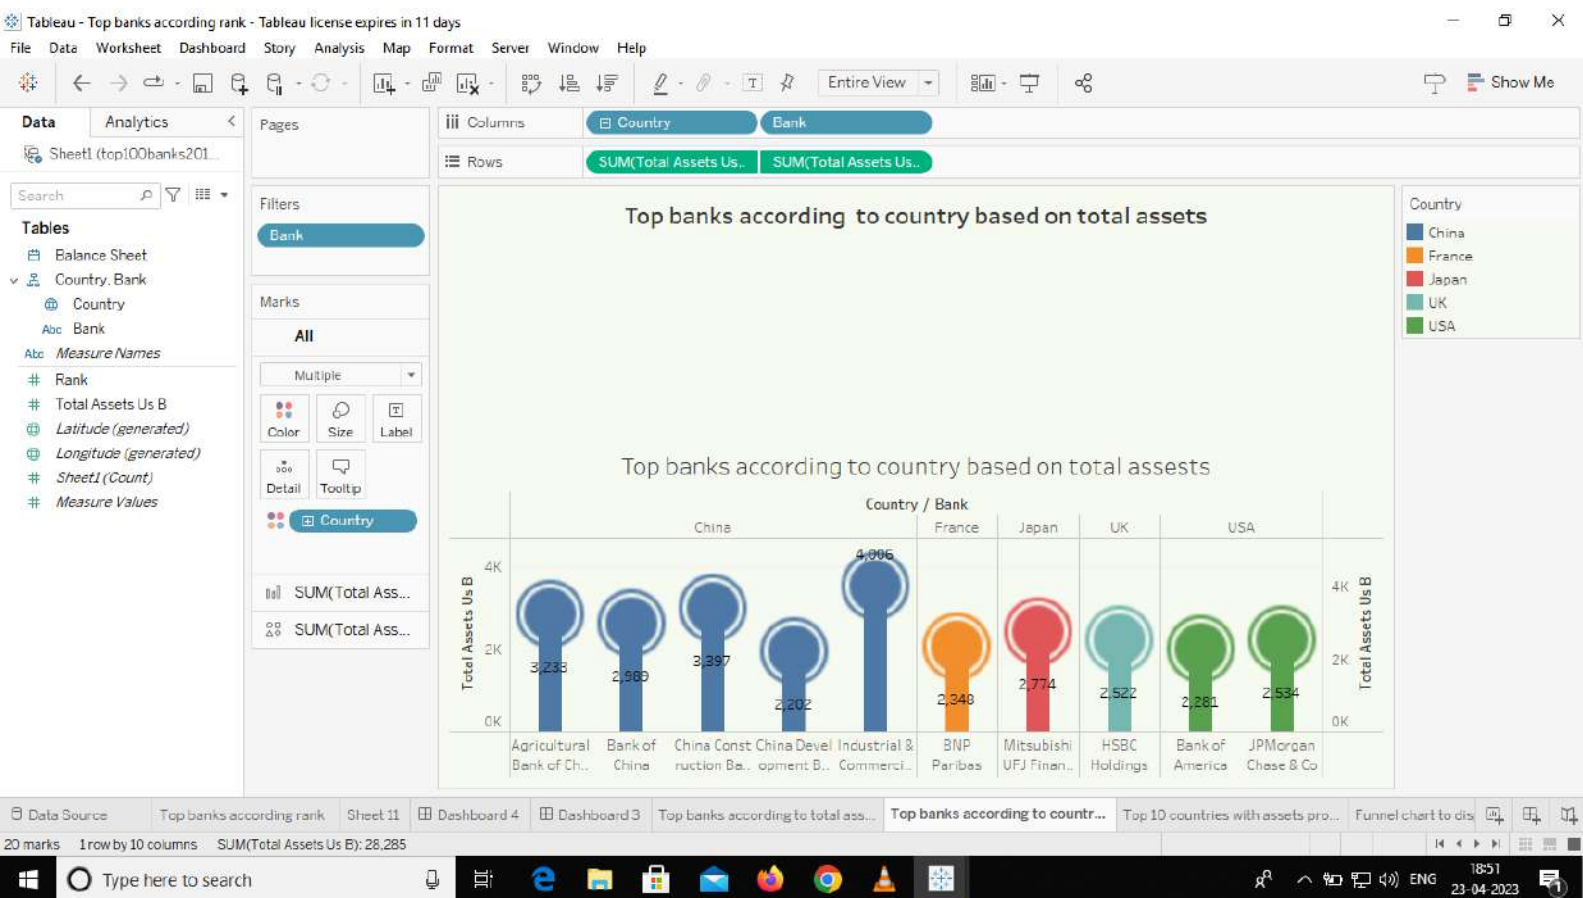 Tableau - Top banks according rank - Tableau license expires in 11 days
File Data Worksheet Dashboard Story Analysis Map Format Server Window Help
Entire View
Show Me
Data Analytics
Pages
Columns Country Bank
Sheet1 (top100banks201...
Rows SUM(Total Assets Us.. SUM(Total Assets Us..
Search
Filters
Bank
Top banks according to country based on total assets
Country
China
France
Japan
UK
USA
Tables
Balance Sheet
Country, Bank
Country
Abc Bank
Abc Measure Names
Rank
Total Assets Us B
Latitude (generated)
Longitude (generated)
Sheet1 (Count)
Measure Values
Marks
All
Multiple
Color Size Label
Detail Tooltip
Country
SUM(Total Ass...
SUM(Total Ass...
Top banks according to country based on total assests
Country / Bank
China France Japan UK USA
Total Assets Us B
4K
2K
0K
3,233 2,989 3,397 2,202 4,006 2,348 2,774 2,522 2,281 2,534
4K
2K
0K
Total Assets Us B
Agricultural Bank of China Const China Devel Industrial & BNP Mitsubishi HSBC Bank of JPMorgan
Bank of Ch.. China ruction Ba.. opment B.. Commerci.. Paribas UFJ Finan.. Holdings America Chase & Co
Data Source Top banks according rank Sheet 11 Dashboard 4 Dashboard 3 Top banks according to total ass... Top banks according to countr... Top 10 countries with assets pro... Funnel chart to dis
20 marks 1 row by 10 columns SUM(Total Assets Us B): 28,285
Type here to search
ENG
18:51
23-04-2023
1